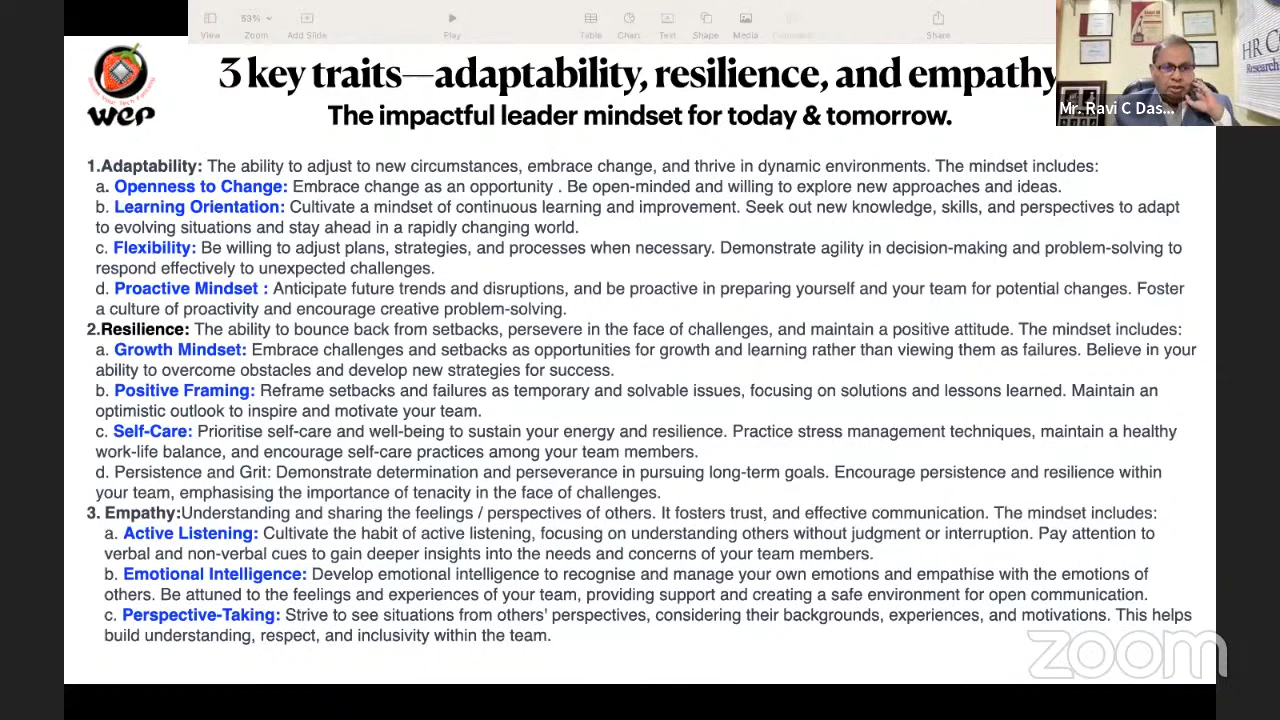 53%
View
Zoom
Add Slide
Play
Table
Chart
Text
Shape
Media
Share
HR C
Research
Mr. Ravi C Das...
wep
3 key traits—adaptability, resilience, and empathy
The impactful leader mindset for today & tomorrow.
1.Adaptability: The ability to adjust to new circumstances, embrace change, and thrive in dynamic environments. The mindset includes:
a. Openness to Change: Embrace change as an opportunity . Be open-minded and willing to explore new approaches and ideas.
b. Learning Orientation: Cultivate a mindset of continuous learning and improvement. Seek out new knowledge, skills, and perspectives to adapt
to evolving situations and stay ahead in a rapidly changing world.
c. Flexibility: Be willing to adjust plans, strategies, and processes when necessary. Demonstrate agility in decision-making and problem-solving to
respond effectively to unexpected challenges.
d. Proactive Mindset : Anticipate future trends and disruptions, and be proactive in preparing yourself and your team for potential changes. Foster
a culture of proactivity and encourage creative problem-solving.
2.Resilience: The ability to bounce back from setbacks, persevere in the face of challenges, and maintain a positive attitude. The mindset includes:
a. Growth Mindset: Embrace challenges and setbacks as opportunities for growth and learning rather than viewing them as failures. Believe in your
ability to overcome obstacles and develop new strategies for success.
b. Positive Framing: Reframe setbacks and failures as temporary and solvable issues, focusing on solutions and lessons learned. Maintain an
optimistic outlook to inspire and motivate your team.
c. Self-Care: Prioritise self-care and well-being to sustain your energy and resilience. Practice stress management techniques, maintain a healthy
work-life balance, and encourage self-care practices among your team members.
d. Persistence and Grit: Demonstrate determination and perseverance in pursuing long-term goals. Encourage persistence and resilience within
your team, emphasising the importance of tenacity in the face of challenges.
3. Empathy:Understanding and sharing the feelings / perspectives of others. It fosters trust, and effective communication. The mindset includes:
a. Active Listening: Cultivate the habit of active listening, focusing on understanding others without judgment or interruption. Pay attention to
verbal and non-verbal cues to gain deeper insights into the needs and concerns of your team members.
b. Emotional Intelligence: Develop emotional intelligence to recognise and manage your own emotions and empathise with the emotions of
others. Be attuned to the feelings and experiences of your team, providing support and creating a safe environment for open communication.
c. Perspective-Taking: Strive to see situations from others' perspectives, considering their backgrounds, experiences, and motivations. This helps
build understanding, respect, and inclusivity within the team.
zoom